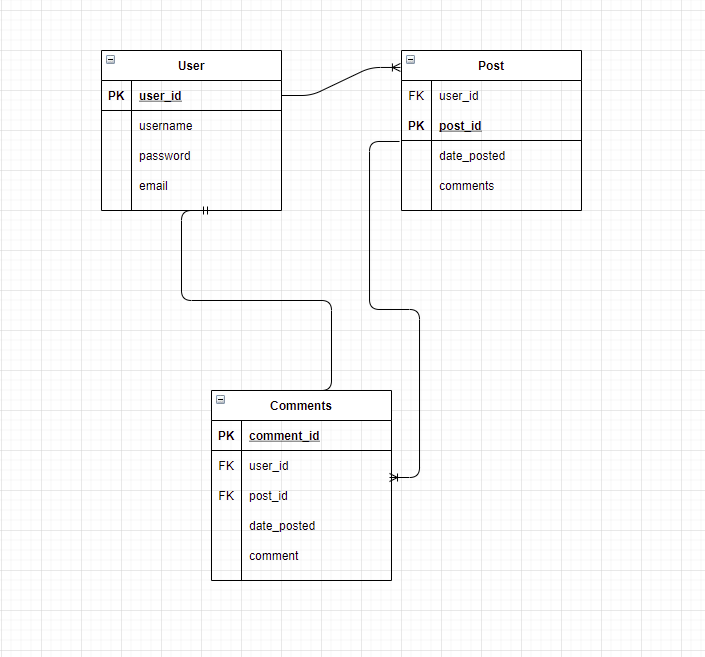 User
PK user_id
username
password
email
Post
FK user_id
PK post_id
date_posted
comments
Comments
PK comment_id
FK user_id
FK post_id
date_posted
comment